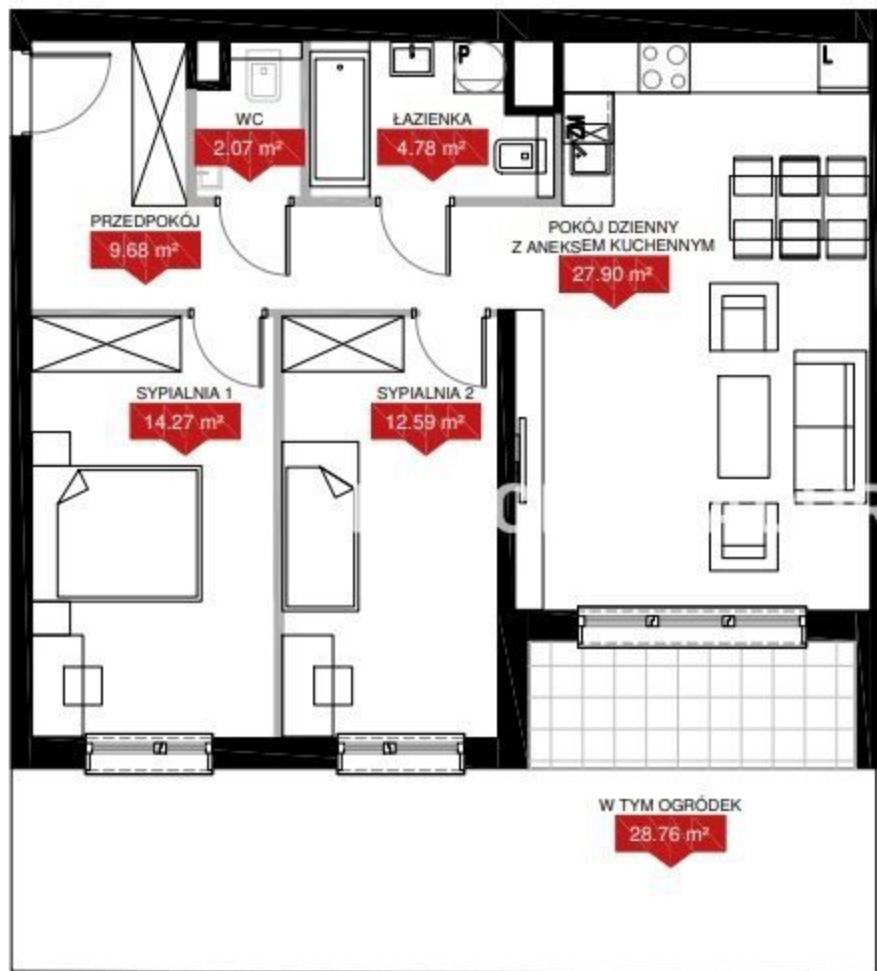 P
L
WC
2.07 m²
ŁAZIENKA
4.78 m²
ZM
PRZEDPOKÓJ
9.68 m²
POKÓJ DZIENNY
Z ANEKSEM KUCHENNYM
27.90 m²
SYPIALNIA 1
14.27 m²
SYPIALNIA 2
12.59 m²
W TYM OGRÓDEK
28.76 m²